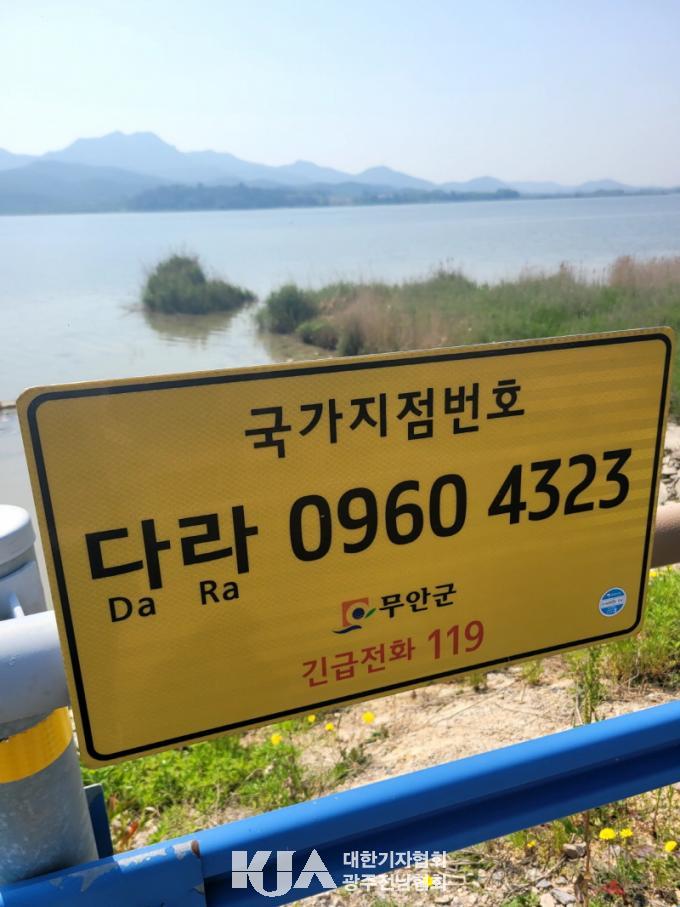 국가지점번호
다라 0960 4323
Da Ra
무안군
긴급전화 119
KJA 대한기자협회
광주전남협회